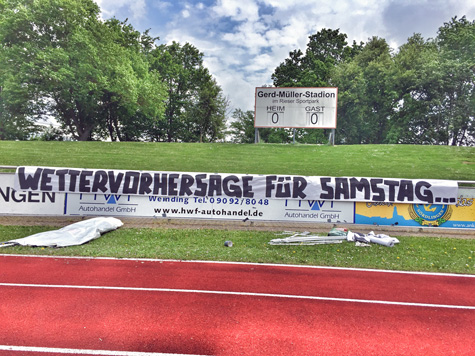 Gerd-Müller-Stadion
im Rieser Sportpark
HEIM GAST
0 0
WETTERVORHERSAGE FÜR SAMSTAG...
NGEN
Wemding Tel. 09092/8048
Autohandel GmbH
www.hwf-autohandel.de
Autohandel GmbH